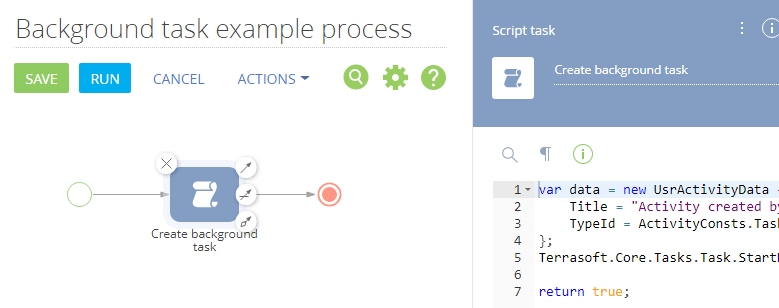 Background task example process
SAVE
RUN
CANCEL
ACTIONS
Create background
task
Script task
Create background task
1 var data = new UsrActivityData
2 Title = "Activity created by
3 TypeId = ActivityConsts.Tas
4 };
5 Terrasoft.Core.Tasks.Task.Start
6
7 return true;